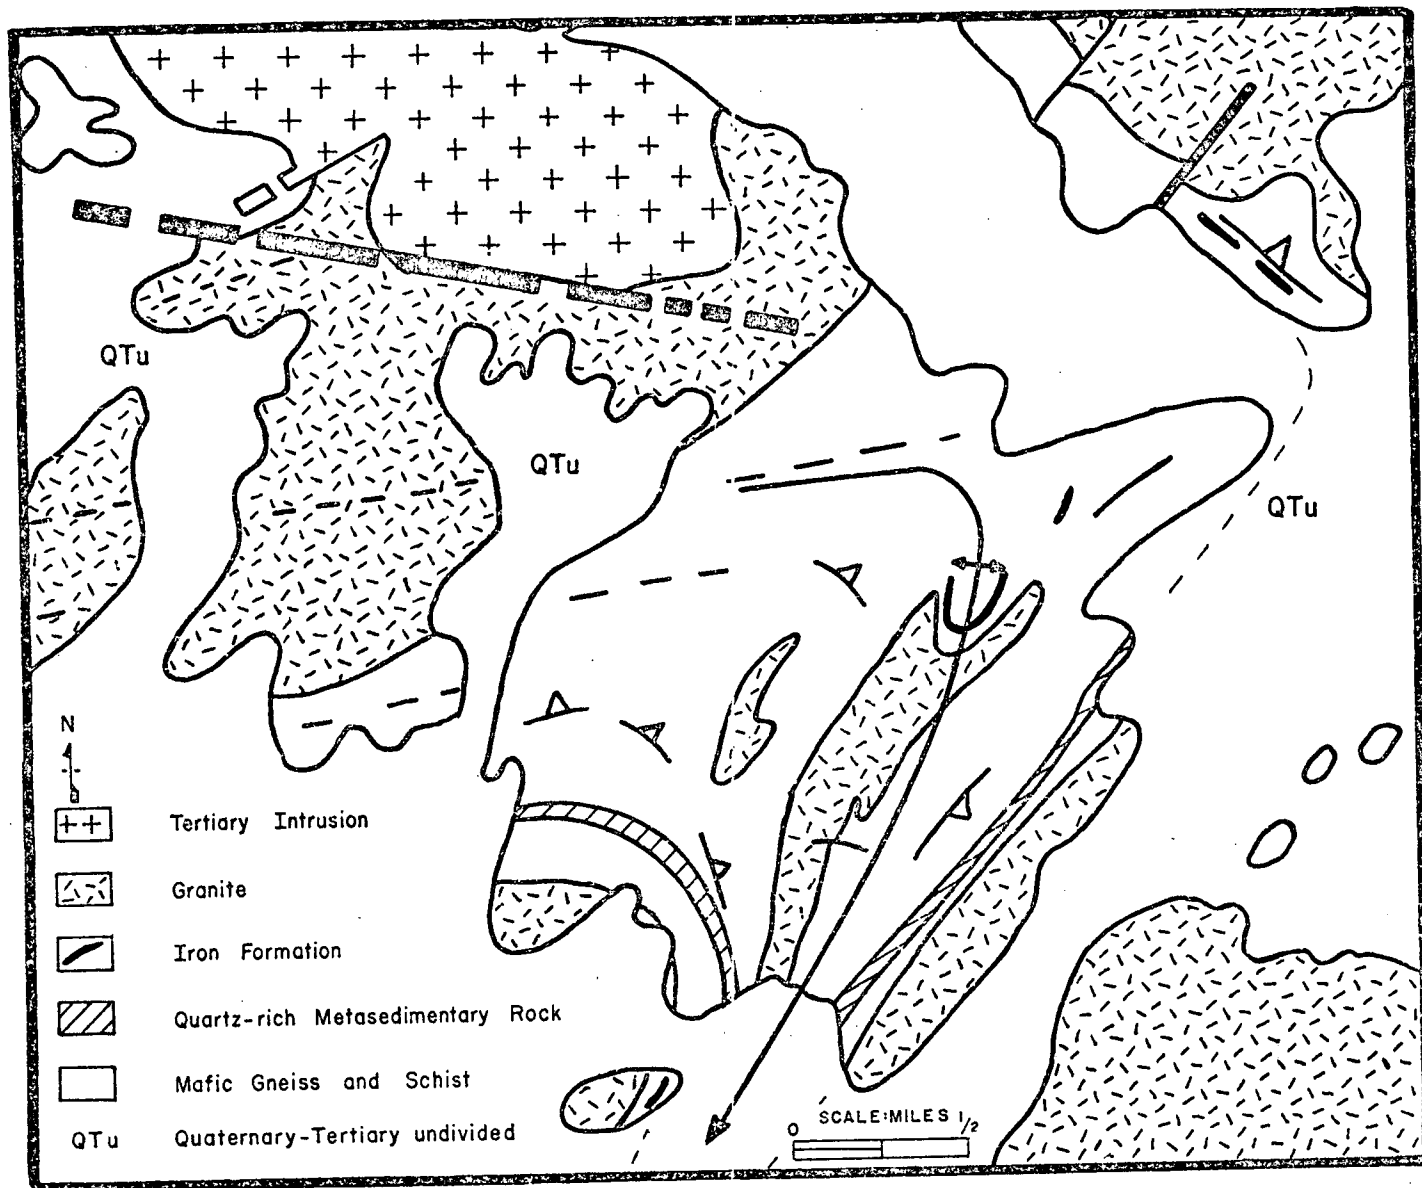 QTu
QTu
QTu
N
Tertiary Intrusion
Granite
Iron Formation
Quartz-rich Metasedimentary Rock
Mafic Gneiss and Schist
QTu Quaternary-Tertiary undivided
SCALE:MILES
0 1/2